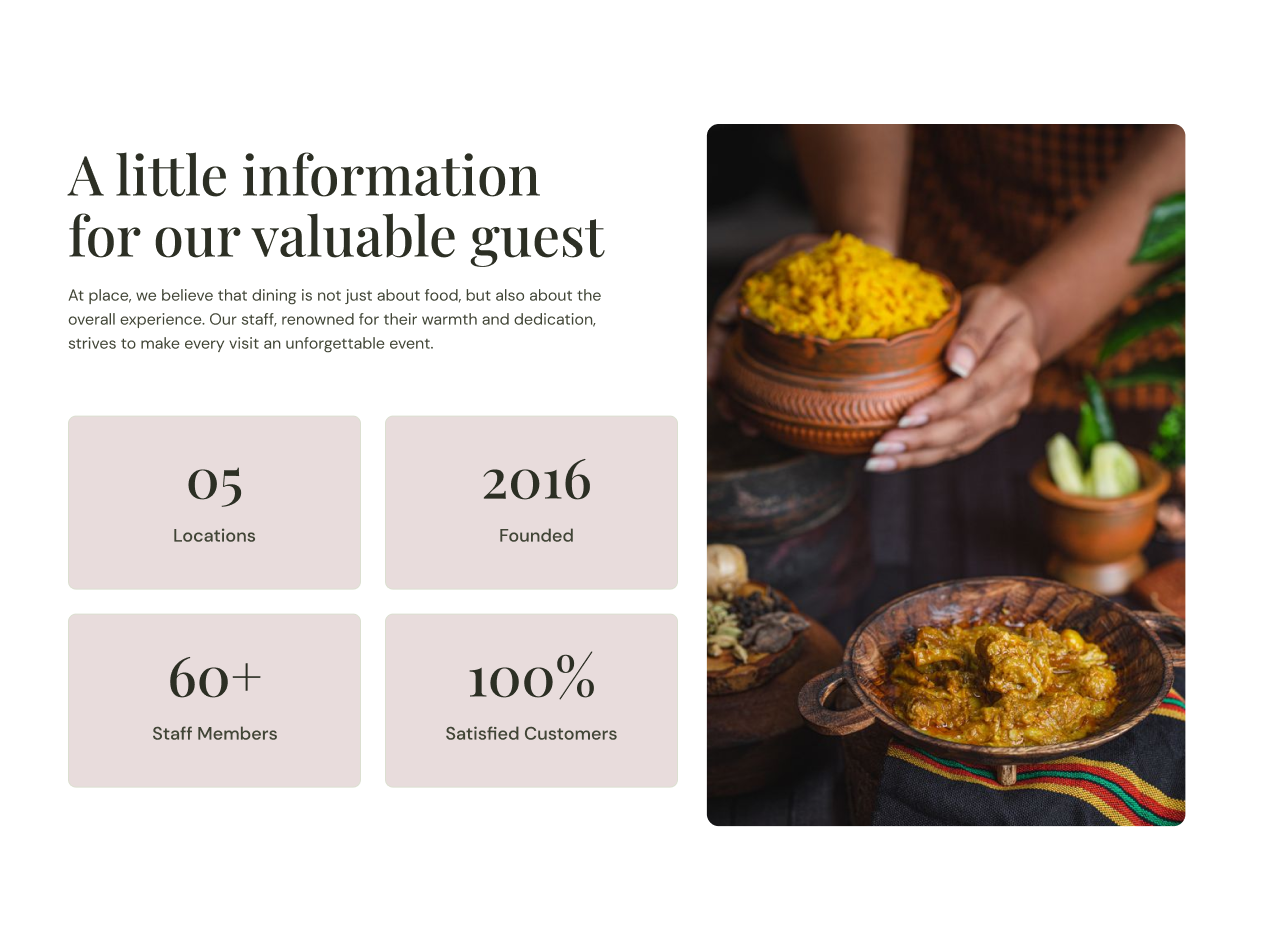 A little information
for our valuable guest
At place, we believe that dining is not just about food, but also about the
overall experience. Our staff, renowned for their warmth and dedication,
strives to make every visit an unforgettable event.
05
Locations
2016
Founded
60+
Staff Members
100%
Satisfied Customers